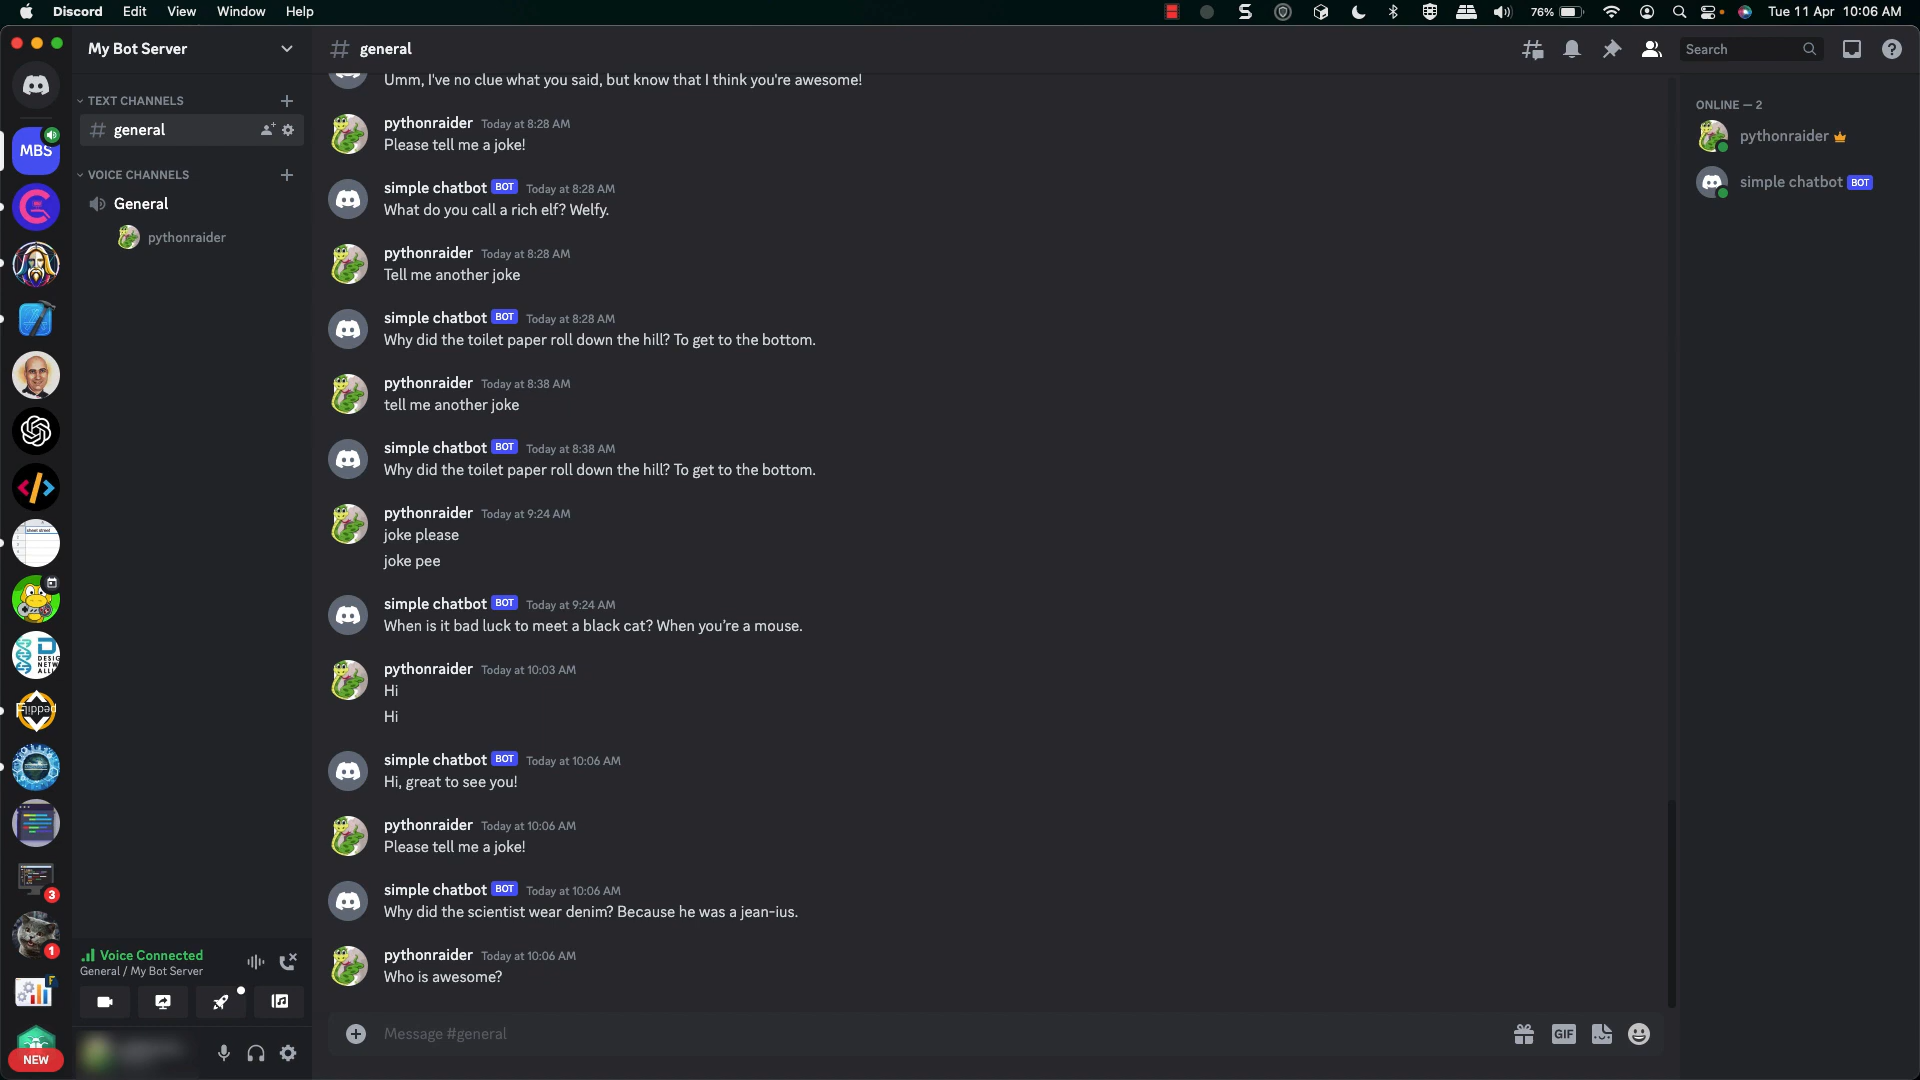 Discord Edit View Window Help
76% Tue 11 Apr 10:06 AM
My Bot Server
general
Search
TEXT CHANNELS
general
VOICE CHANNELS
General
pythonraider
MBS
Flipped
3
1
NEW
Voice Connected
General / My Bot Server
Umm, I've no clue what you said, but know that I think you're awesome!
pythonraider Today at 8:28 AM
Please tell me a joke!
simple chatbot BOT Today at 8:28 AM
What do you call a rich elf? Welfy.
pythonraider Today at 8:28 AM
Tell me another joke
simple chatbot BOT Today at 8:28 AM
Why did the toilet paper roll down the hill? To get to the bottom.
pythonraider Today at 8:38 AM
tell me another joke
simple chatbot BOT Today at 8:38 AM
Why did the toilet paper roll down the hill? To get to the bottom.
pythonraider Today at 9:24 AM
joke please
joke pee
simple chatbot BOT Today at 9:24 AM
When is it bad luck to meet a black cat? When you're a mouse.
pythonraider Today at 10:03 AM
Hi
Hi
simple chatbot BOT Today at 10:06 AM
Hi, great to see you!
pythonraider Today at 10:06 AM
Please tell me a joke!
simple chatbot BOT Today at 10:06 AM
Why did the scientist wear denim? Because he was a jean-ius.
pythonraider Today at 10:06 AM
Who is awesome?
Message #general
GIF
ONLINE — 2
pythonraider
simple chatbot BOT